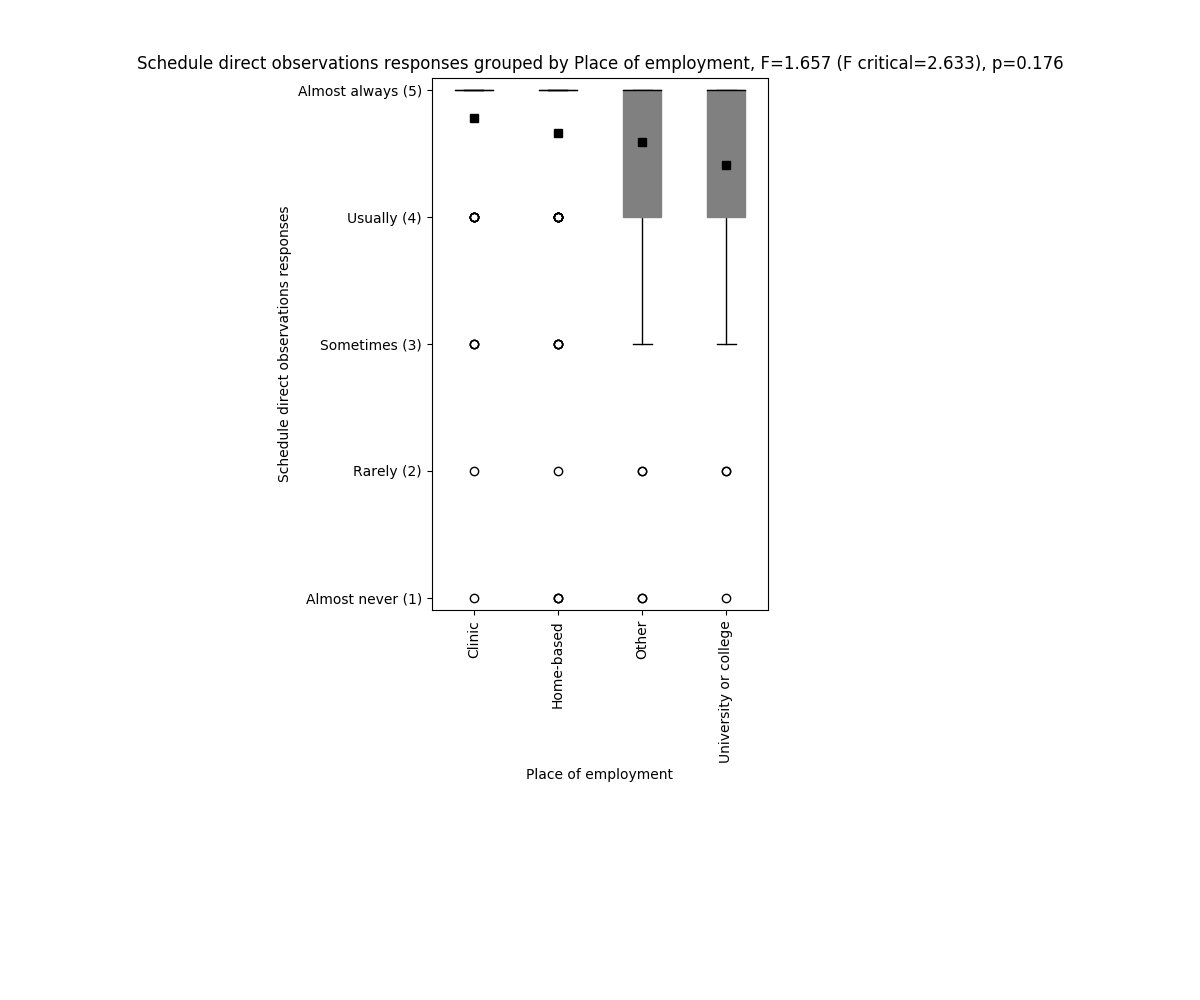 Schedule direct observations responses grouped by Place of employment, F=1.657 (F critical=2.633), p=0.176
Almost always (5)
Usually (4)
Sometimes (3)
Rarely (2)
Almost never (1)
Schedule direct observations responses
Clinic
Home-based
Other
University or college
Place of employment